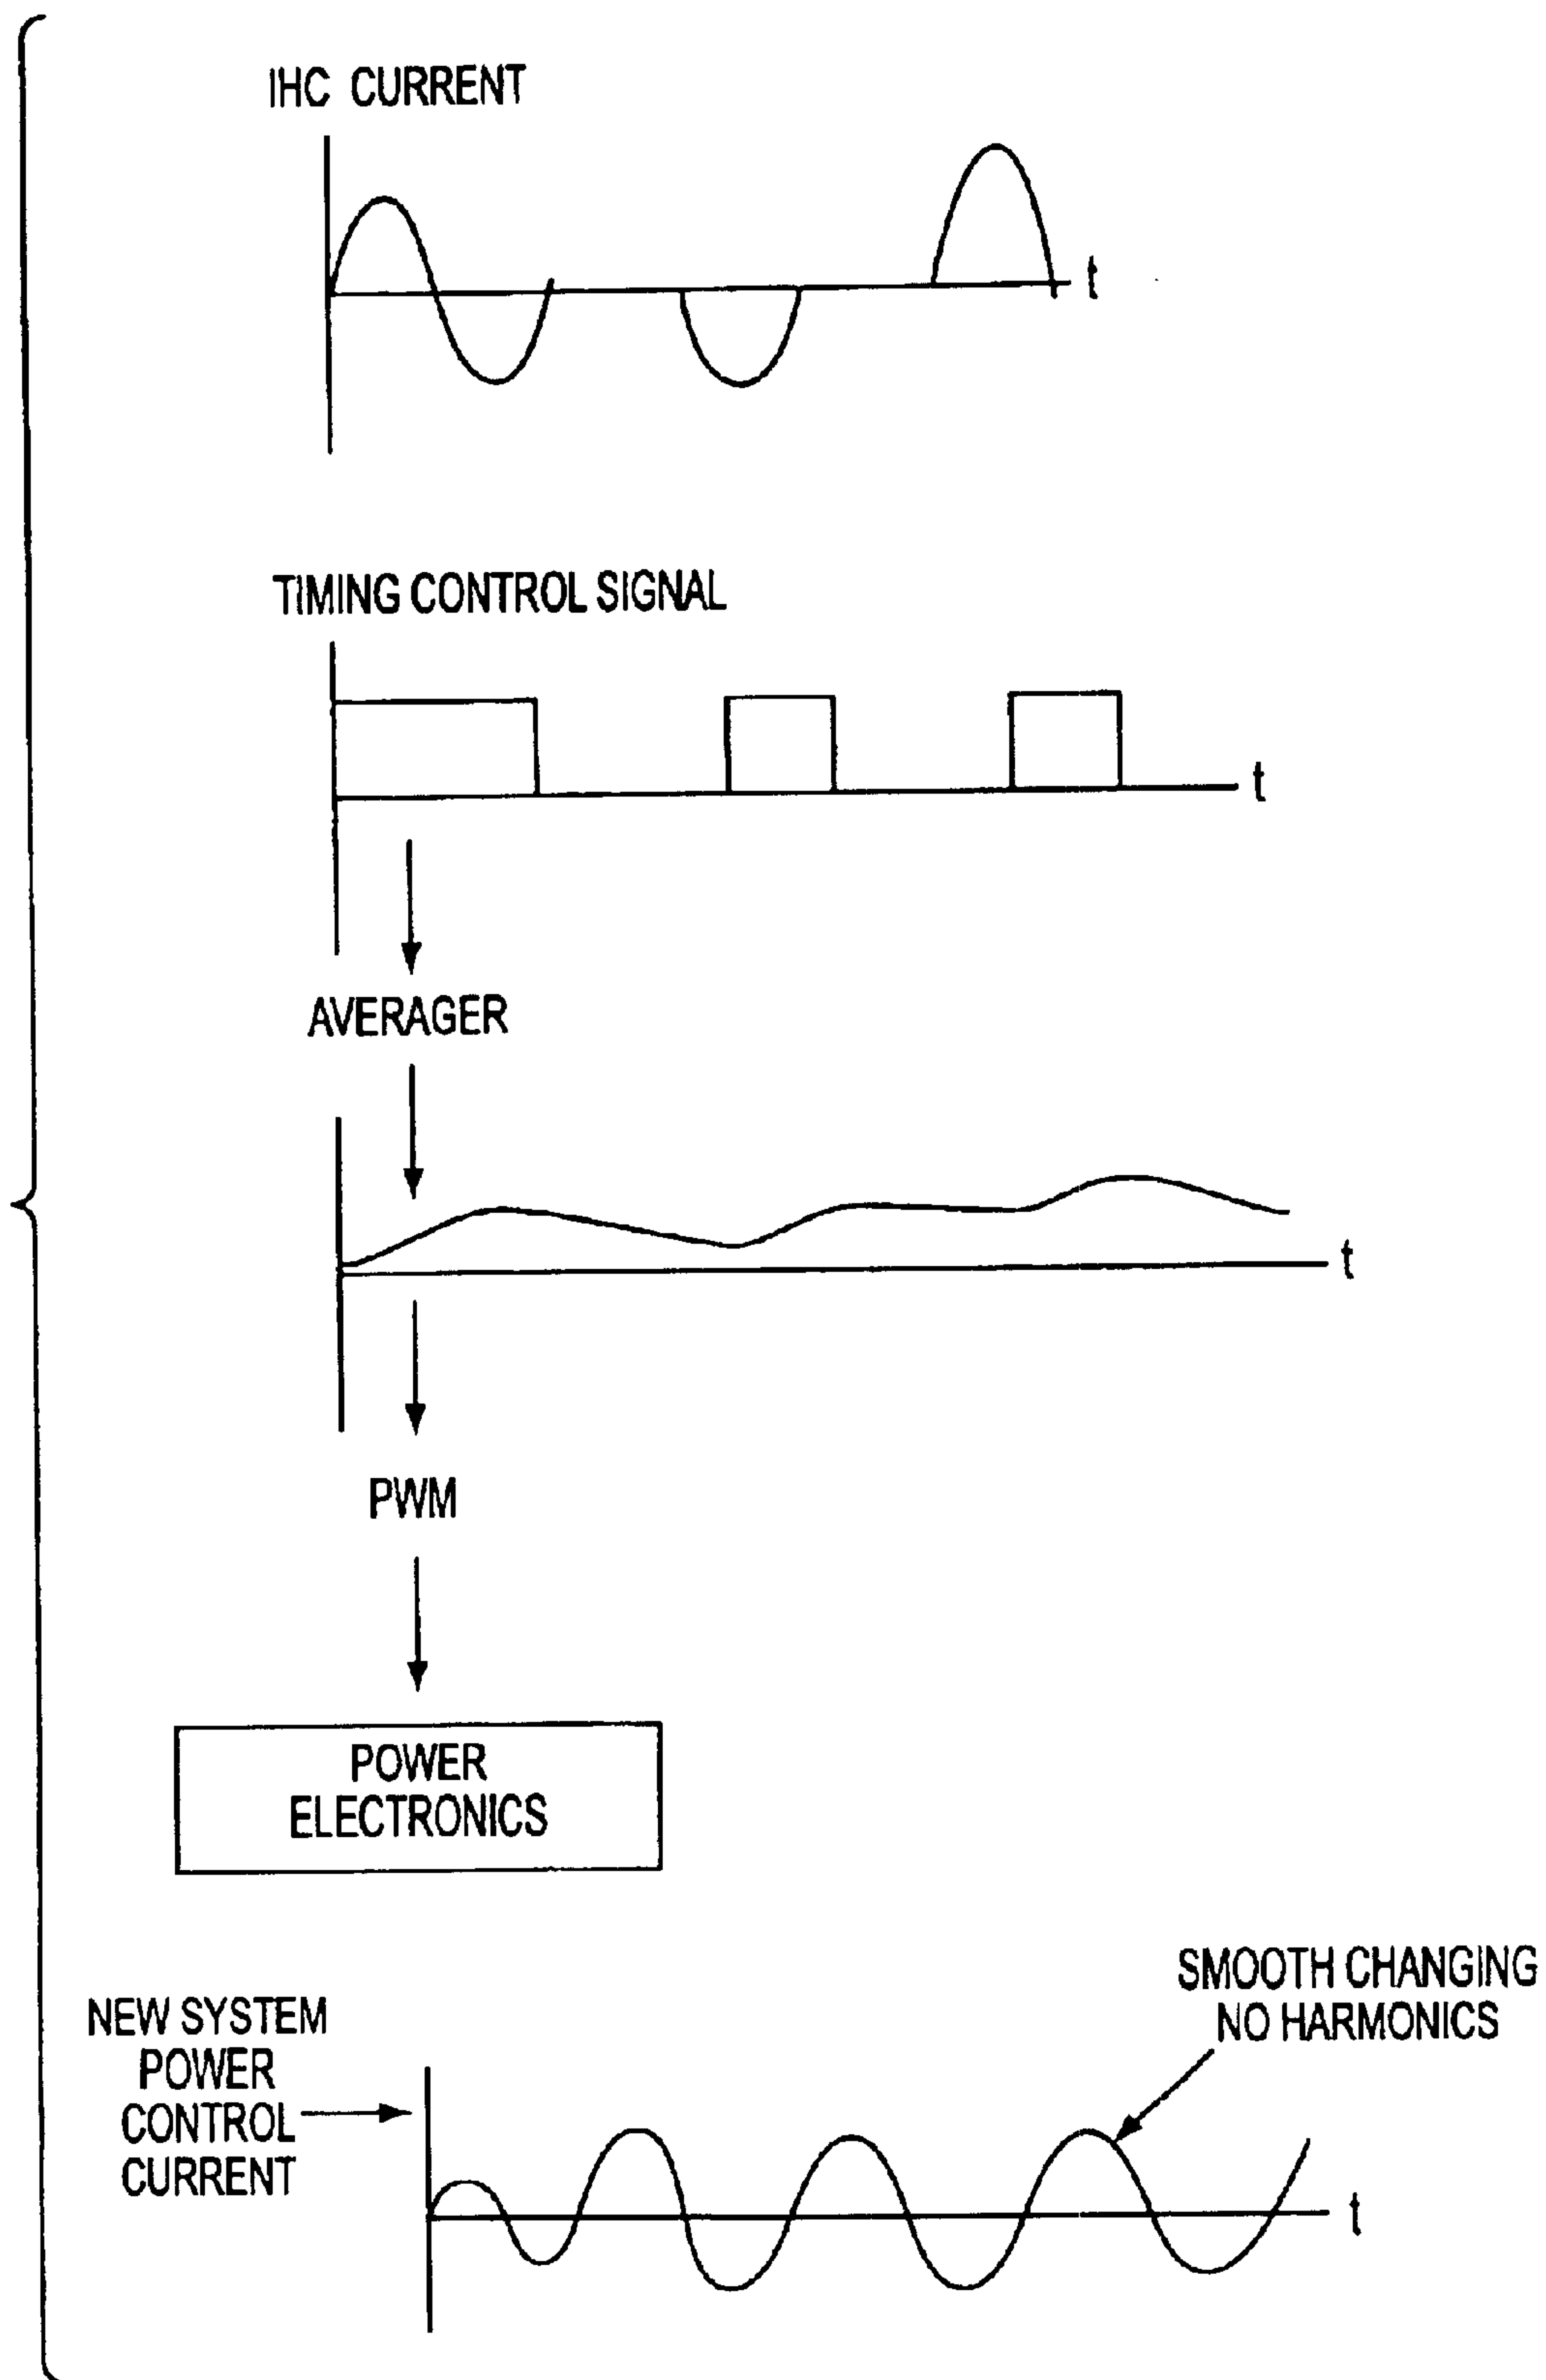 IHC CURRENT
t
TIMING CONTROL SIGNAL
t
AVERAGER
t
PWM
POWER
ELECTRONICS
SMOOTH CHANGING
NO HARMONICS
NEW SYSTEM
POWER
CONTROL
CURRENT
t